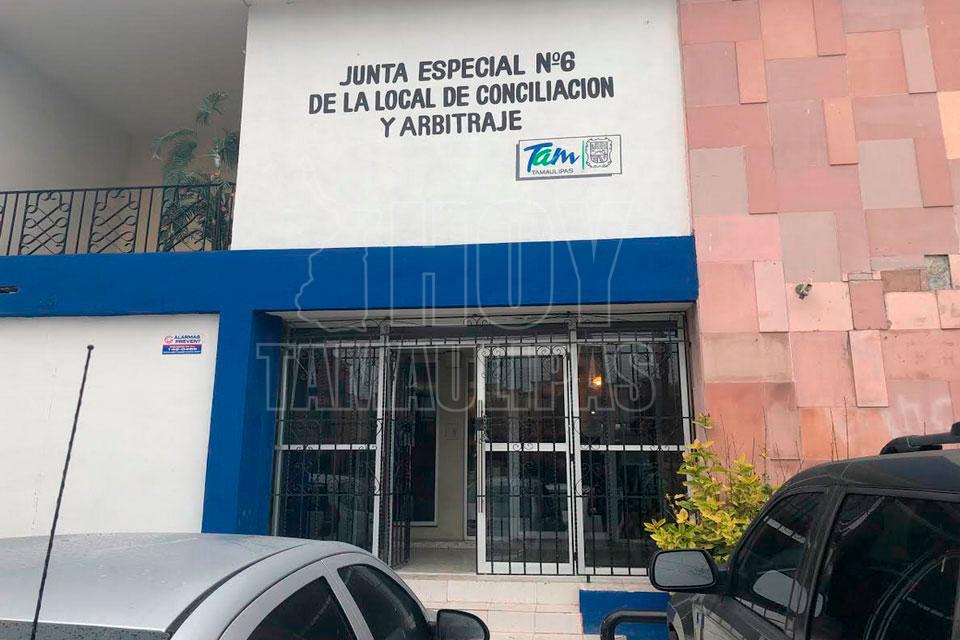 JUNTA ESPECIAL Nº6
DE LA LOCAL DE CONCILIACION
Y ARBITRAJE
Tam
TAMAULIPAS
HOY
TAMAULIPAS
ALARMAS
PREVENT